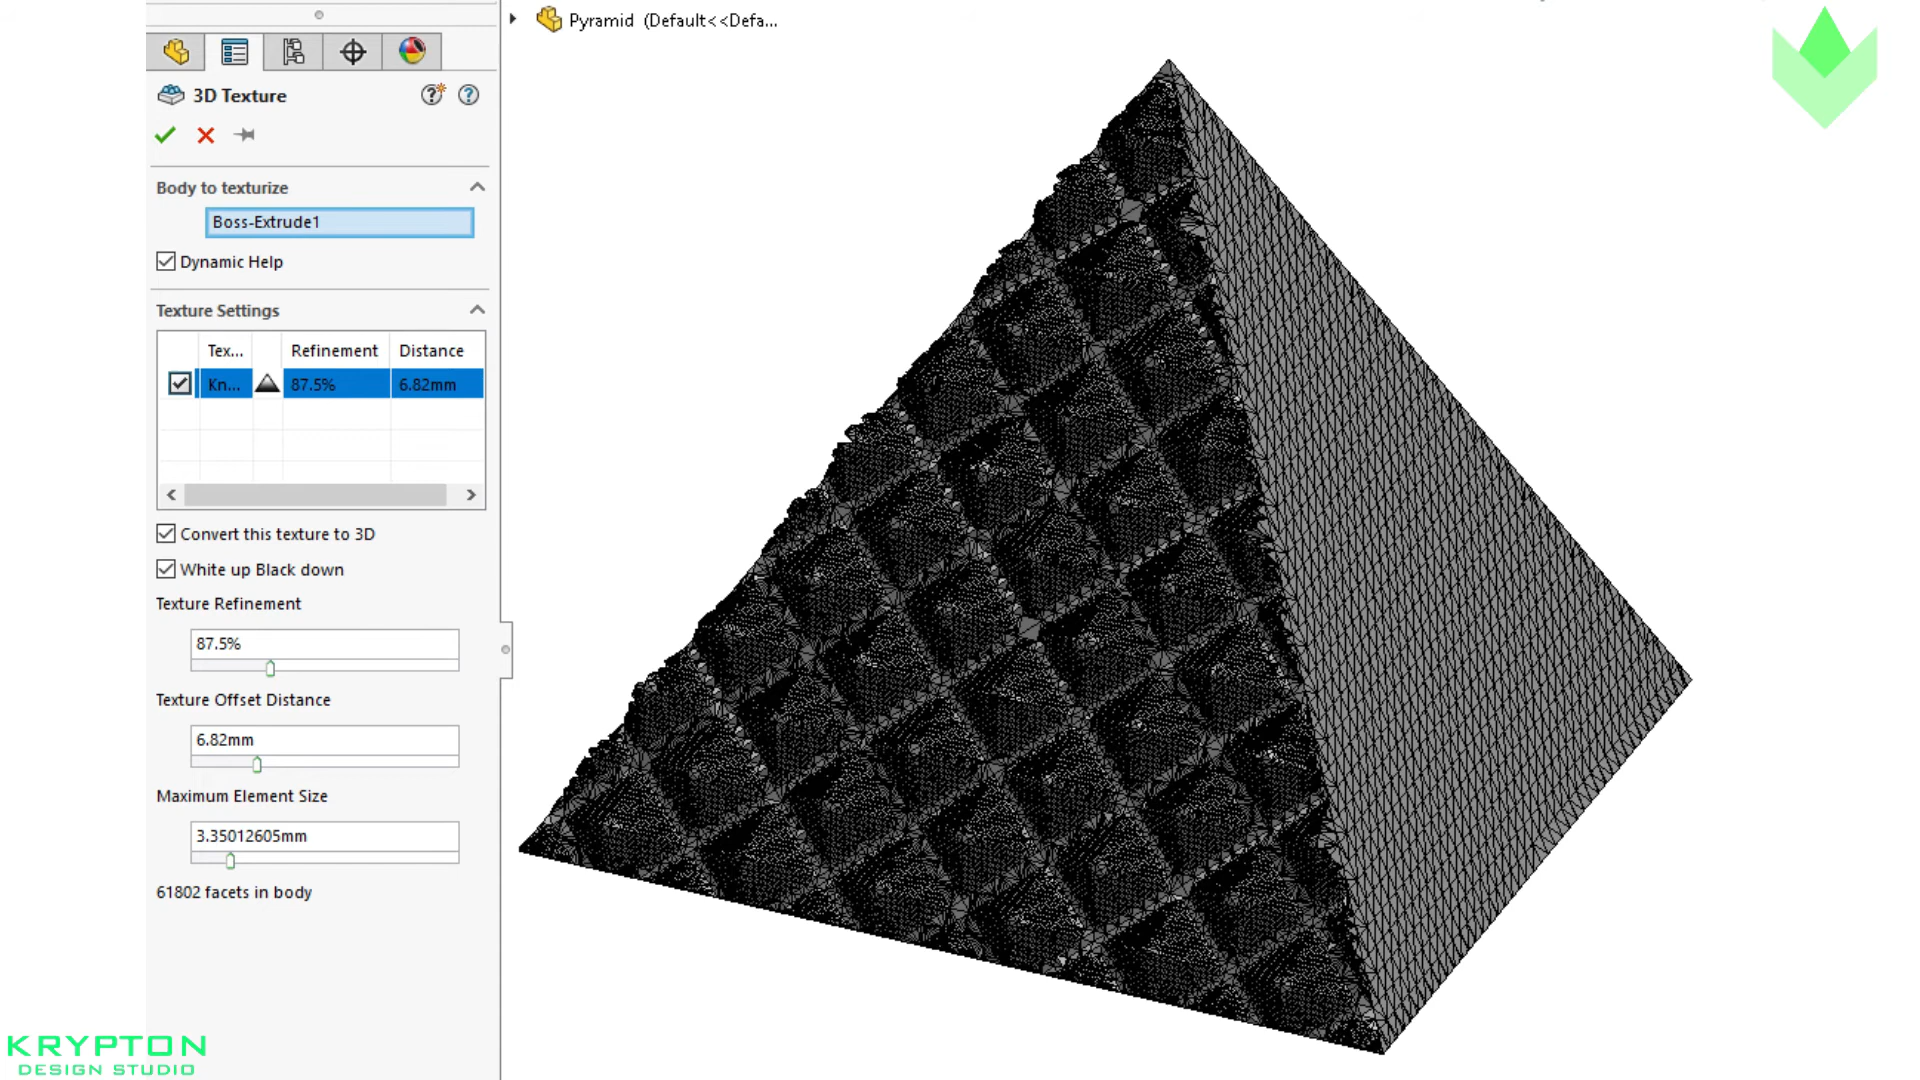 Pyramid (Default<<Defa...
3D Texture
Body to texturize
Boss-Extrude1
Dynamic Help
Texture Settings
Tex... Refinement Distance
Kn... 87.5% 6.82mm
Convert this texture to 3D
White up Black down
Texture Refinement
87.5%
Texture Offset Distance
6.82mm
Maximum Element Size
3.35012605mm
61802 facets in body
KRYPTON
DESIGN STUDIO